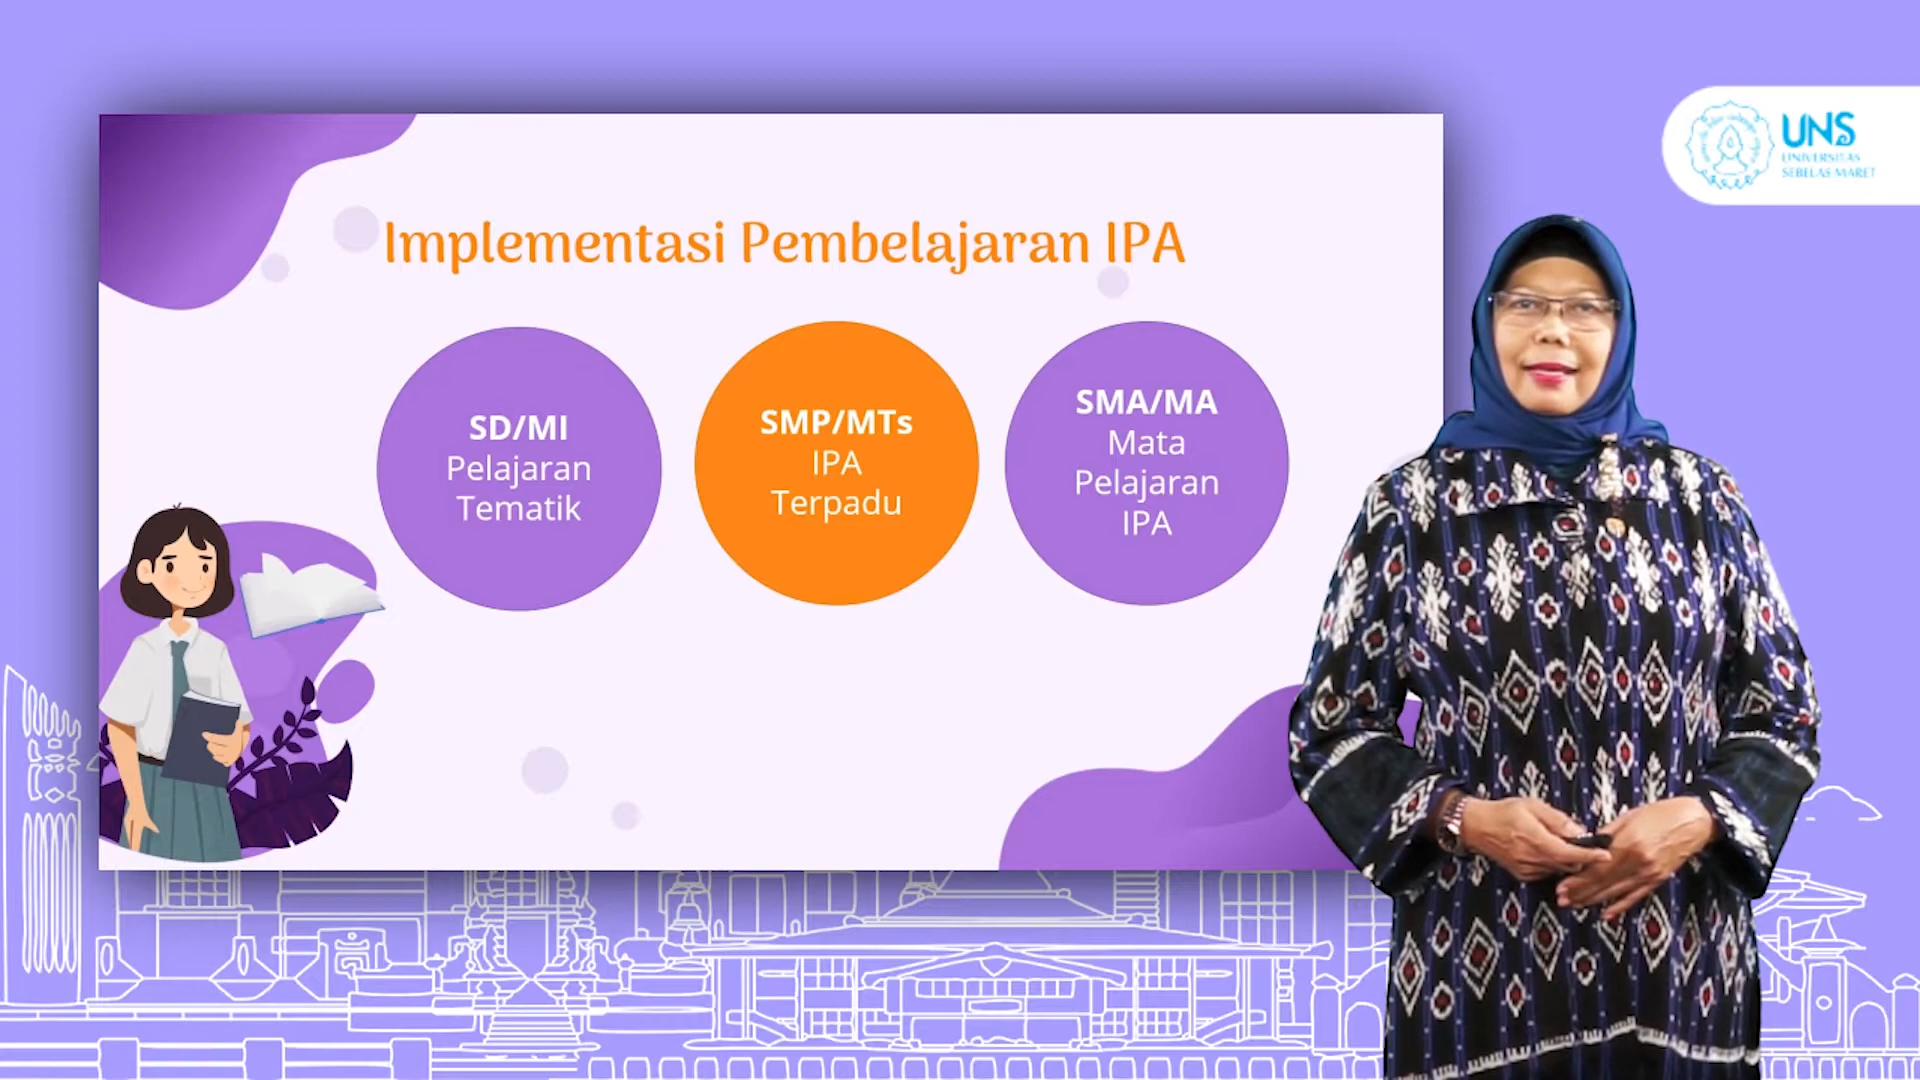 Implementasi Pembelajaran IPA
SD/MI
Pelajaran
Tematik
SMP/MTs
IPA
Terpadu
SMA/MA
Mata
Pelajaran
IPA
UNS
UNIVERSITAS
SEBELAS MARET